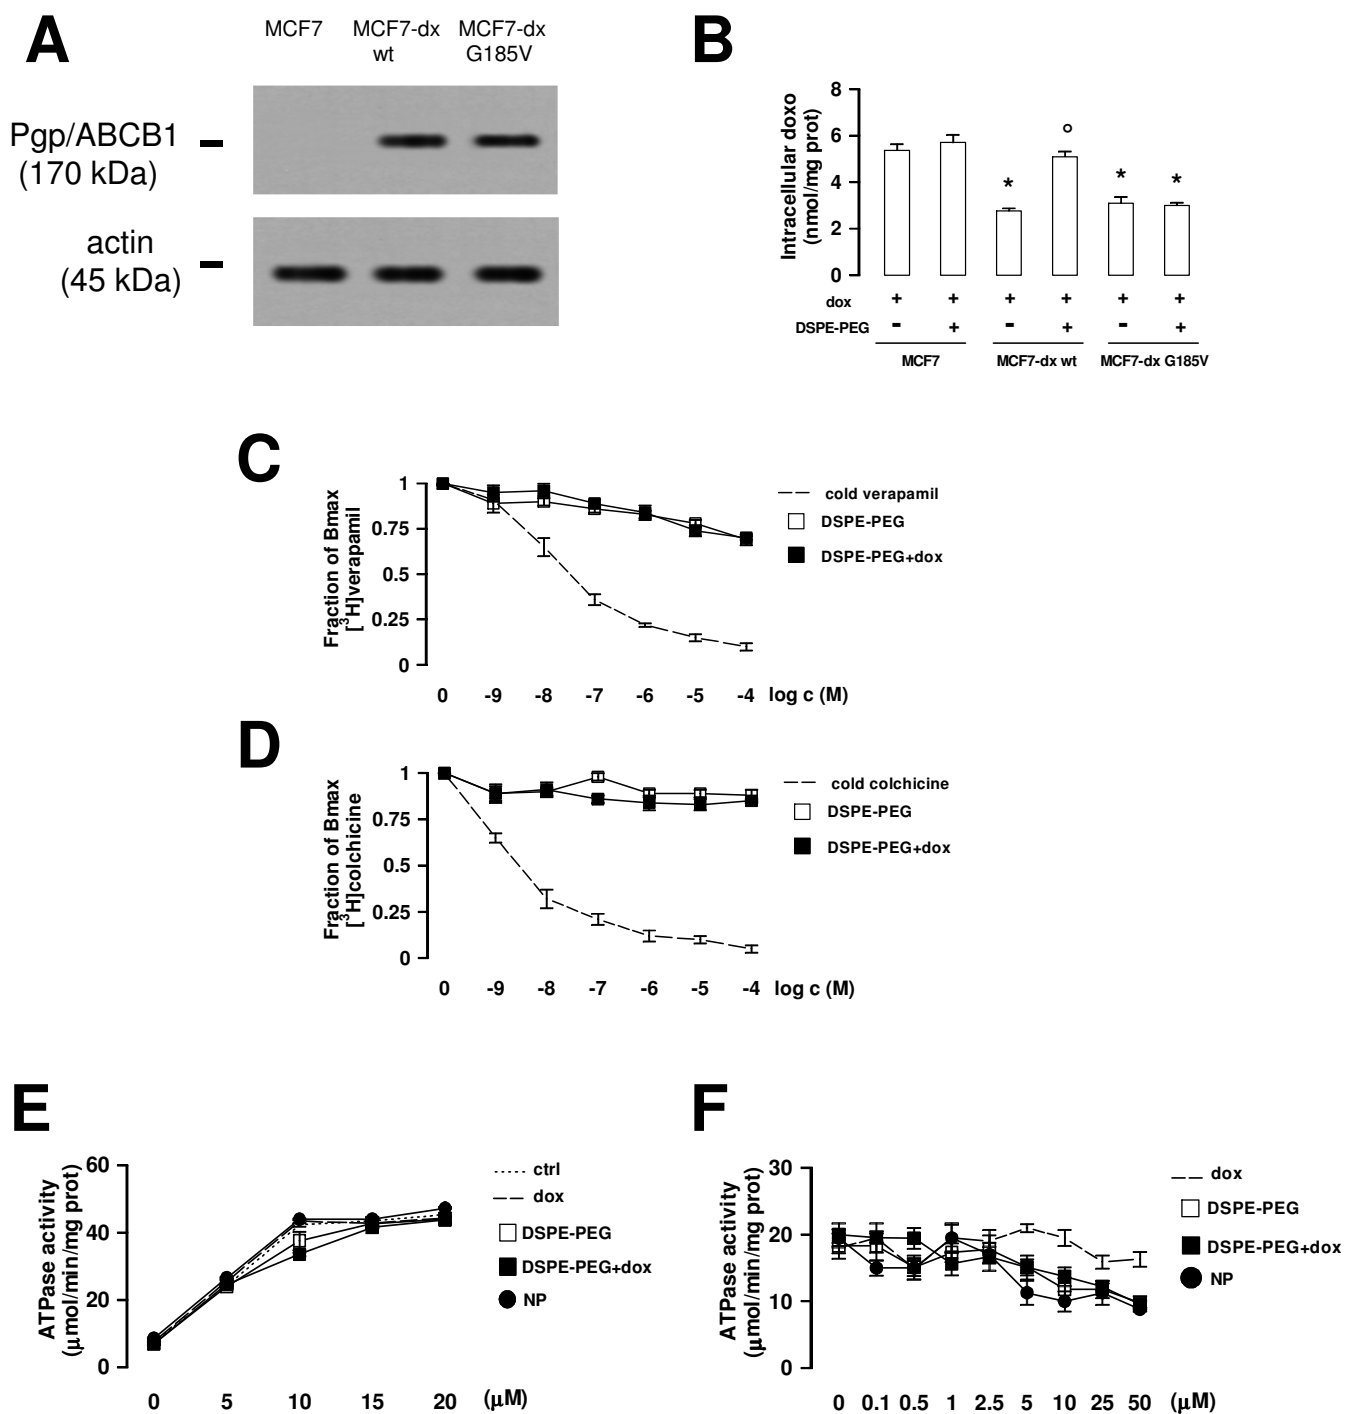 A
MCF7 MCF7-dx MCF7-dx
wt G185V
Pgp/ABCB1
(170 kDa)
actin
(45 kDa)
B
Intracellular doxo
(nmol/mg prot)
8
6
4
2
0
*
°
*
*
dox + + + + + +
DSPE-PEG - + - + - +
MCF7 MCF7-dx wt MCF7-dx G185V
C
Fraction of Bmax
[³H]verapamil
1
0.75
0.5
0.25
0
0 -9 -8 -7 -6 -5 -4 log c (M)
cold verapamil
DSPE-PEG
DSPE-PEG+dox
D
Fraction of Bmax
[³H]colchicine
1
0.75
0.5
0.25
0
0 -9 -8 -7 -6 -5 -4 log c (M)
cold colchicine
DSPE-PEG
DSPE-PEG+dox
E
ATPase activity
(μmol/min/mg prot)
60
40
20
0
0 5 10 15 20 (μM)
ctrl
dox
DSPE-PEG
DSPE-PEG+dox
NP
F
ATPase activity
(μmol/min/mg prot)
30
20
10
0
0 0.1 0.5 1 2.5 5 10 25 50 (μM)
dox
DSPE-PEG
DSPE-PEG+dox
NP